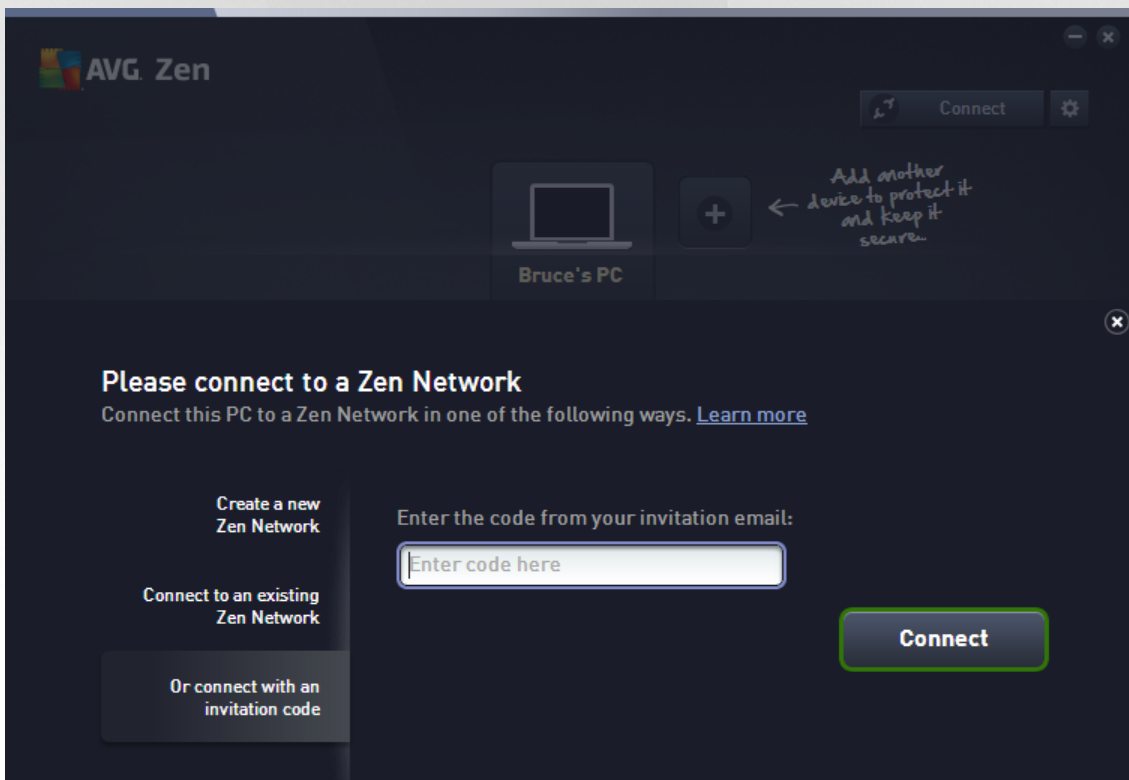 AVG. Zen
Connect
Add another
device to protect it
and keep it
secure...
Bruce's PC
Please connect to a Zen Network
Connect this PC to a Zen Network in one of the following ways. Learn more
Create a new
Zen Network
Enter the code from your invitation email:
Enter code here
Connect to an existing
Zen Network
Connect
Or connect with an
invitation code